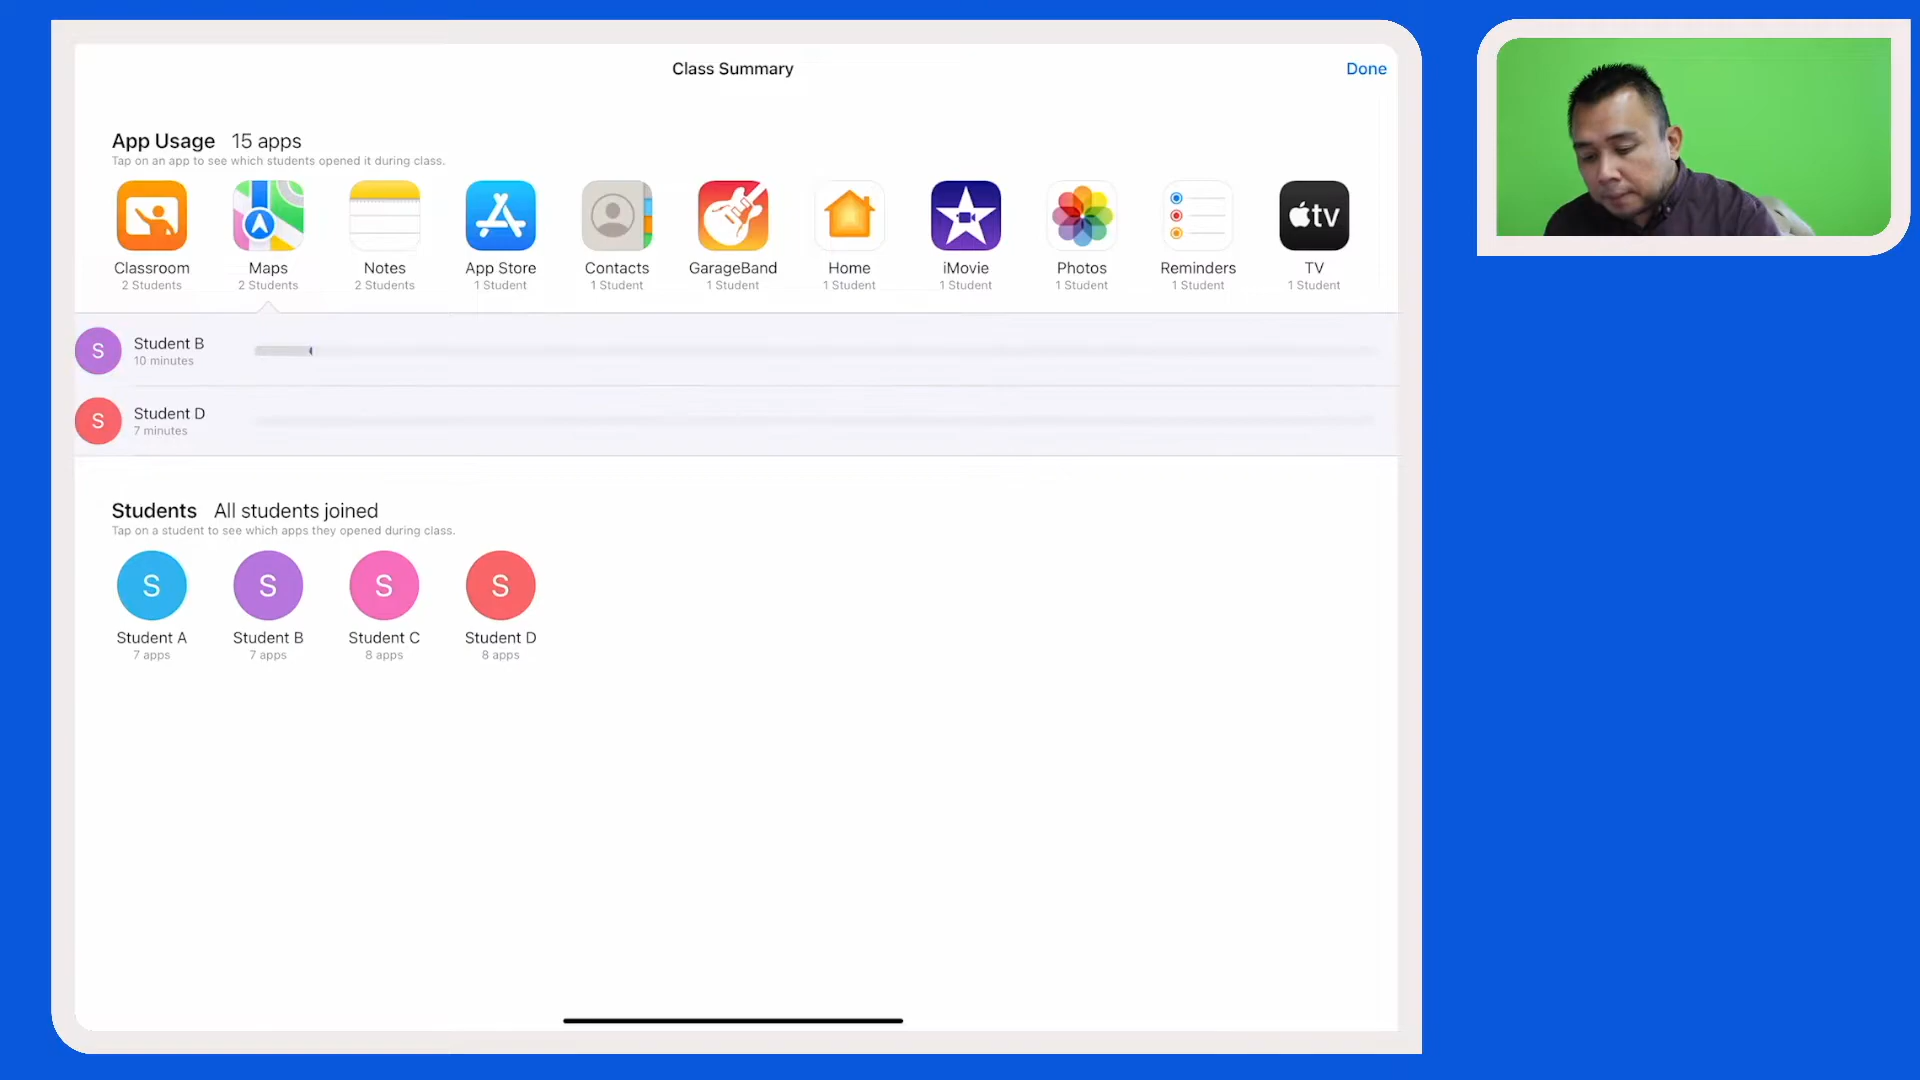 Class Summary
Done
App Usage 15 apps
Tap on an app to see which students opened it during class.
tv
Classroom Maps Notes App Store Contacts GarageBand Home iMovie Photos Reminders TV
2 Students 2 Students 2 Students 1 Student 1 Student 1 Student 1 Student 1 Student 1 Student 1 Student 1 Student
S Student B
10 minutes
S Student D
7 minutes
Students All students joined
Tap on a student to see which apps they opened during class.
S S S S
Student A Student B Student C Student D
7 apps 7 apps 8 apps 8 apps